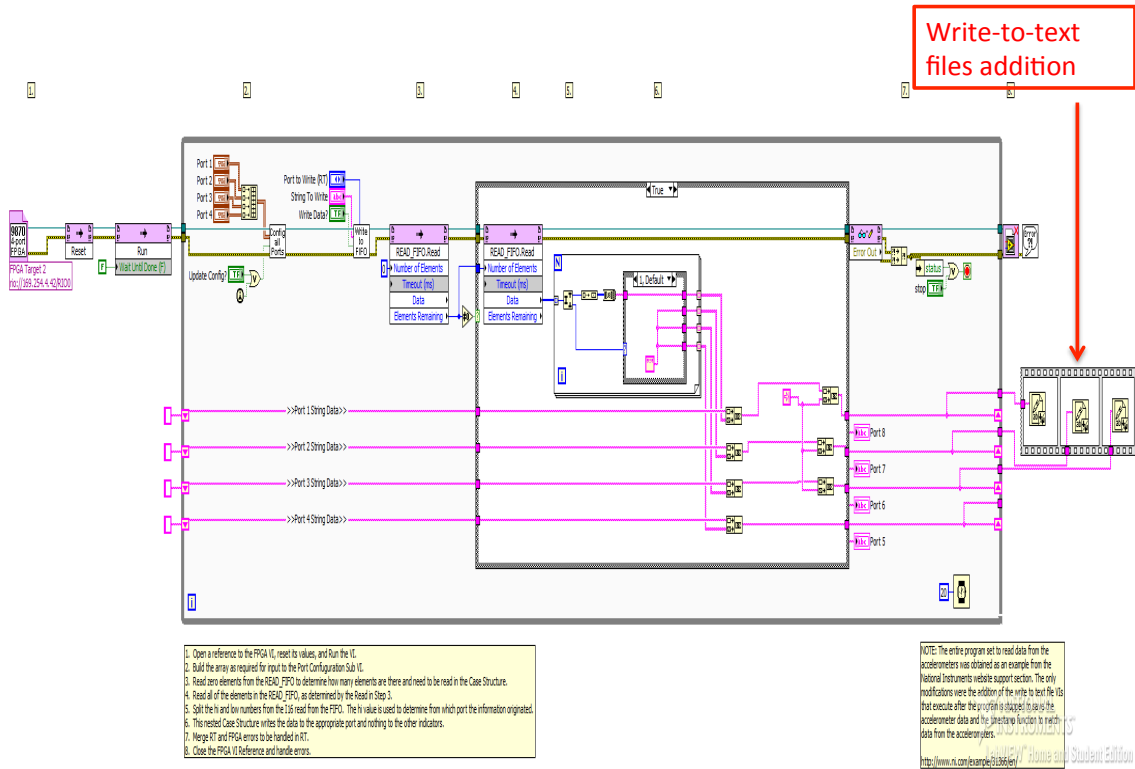 Write-to-text
files addition
1.
2.
3.
4.
5.
6.
7.
8.
Port 1
Port 2
Port 3
Port 4
Port to Write (RT)
String To Write
Write Data?
TF
True
9870
4-port
FPGA
Reset
Run
Wait Until Done (F)
F
FPGA Target 2
rio://169.254.4.42/RIO0
Config
all
Ports
Write
to
FIFO
Update Config?
TF
READ_FIFO.Read
Number of Elements
Timeout (ms)
Data
Elements Remaining
0
READ_FIFO.Read
Number of Elements
Timeout (ms)
Data
Elements Remaining
N
1, Default
i
Error Out
status
stop
TF
Error
?!
>>Port 1 String Data>>
>>Port 2 String Data>>
>>Port 3 String Data>>
>>Port 4 String Data>>
abc Port 8
abc Port 7
abc Port 6
abc Port 5
i
20
1. Open a reference to the FPGA VI, reset its values, and Run the VI.
2. Build the array as required for input to the Port Configuration Sub VI.
3. Read zero elements from the READ_FIFO to determine how many elements are there and need to be read in the Case Structure.
4. Read all of the elements in the READ_FIFO, as determined by the Read in Step 3.
5. Split the hi and low numbers from the I16 read from the FIFO. The hi value is used to determine from which port the information originated.
6. This nested Case Structure writes the data to the appropriate port and nothing to the other indicators.
7. Merge RT and FPGA errors to be handled in RT.
8. Close the FPGA VI Reference and handle errors.
NOTE: The entire program set to read data from the
accelerometers was obtained as an example from the
National Instruments website support section. The only
modifications were the addition of the write to text file VIs
that execute after the program is stopped to save the
accelerometer data and the timestamp function to match
data from the accelerometers.
http://www.ni.com/example/31366/en/
NATIONAL
INSTRUMENTS
LabVIEW Home and Student Edition